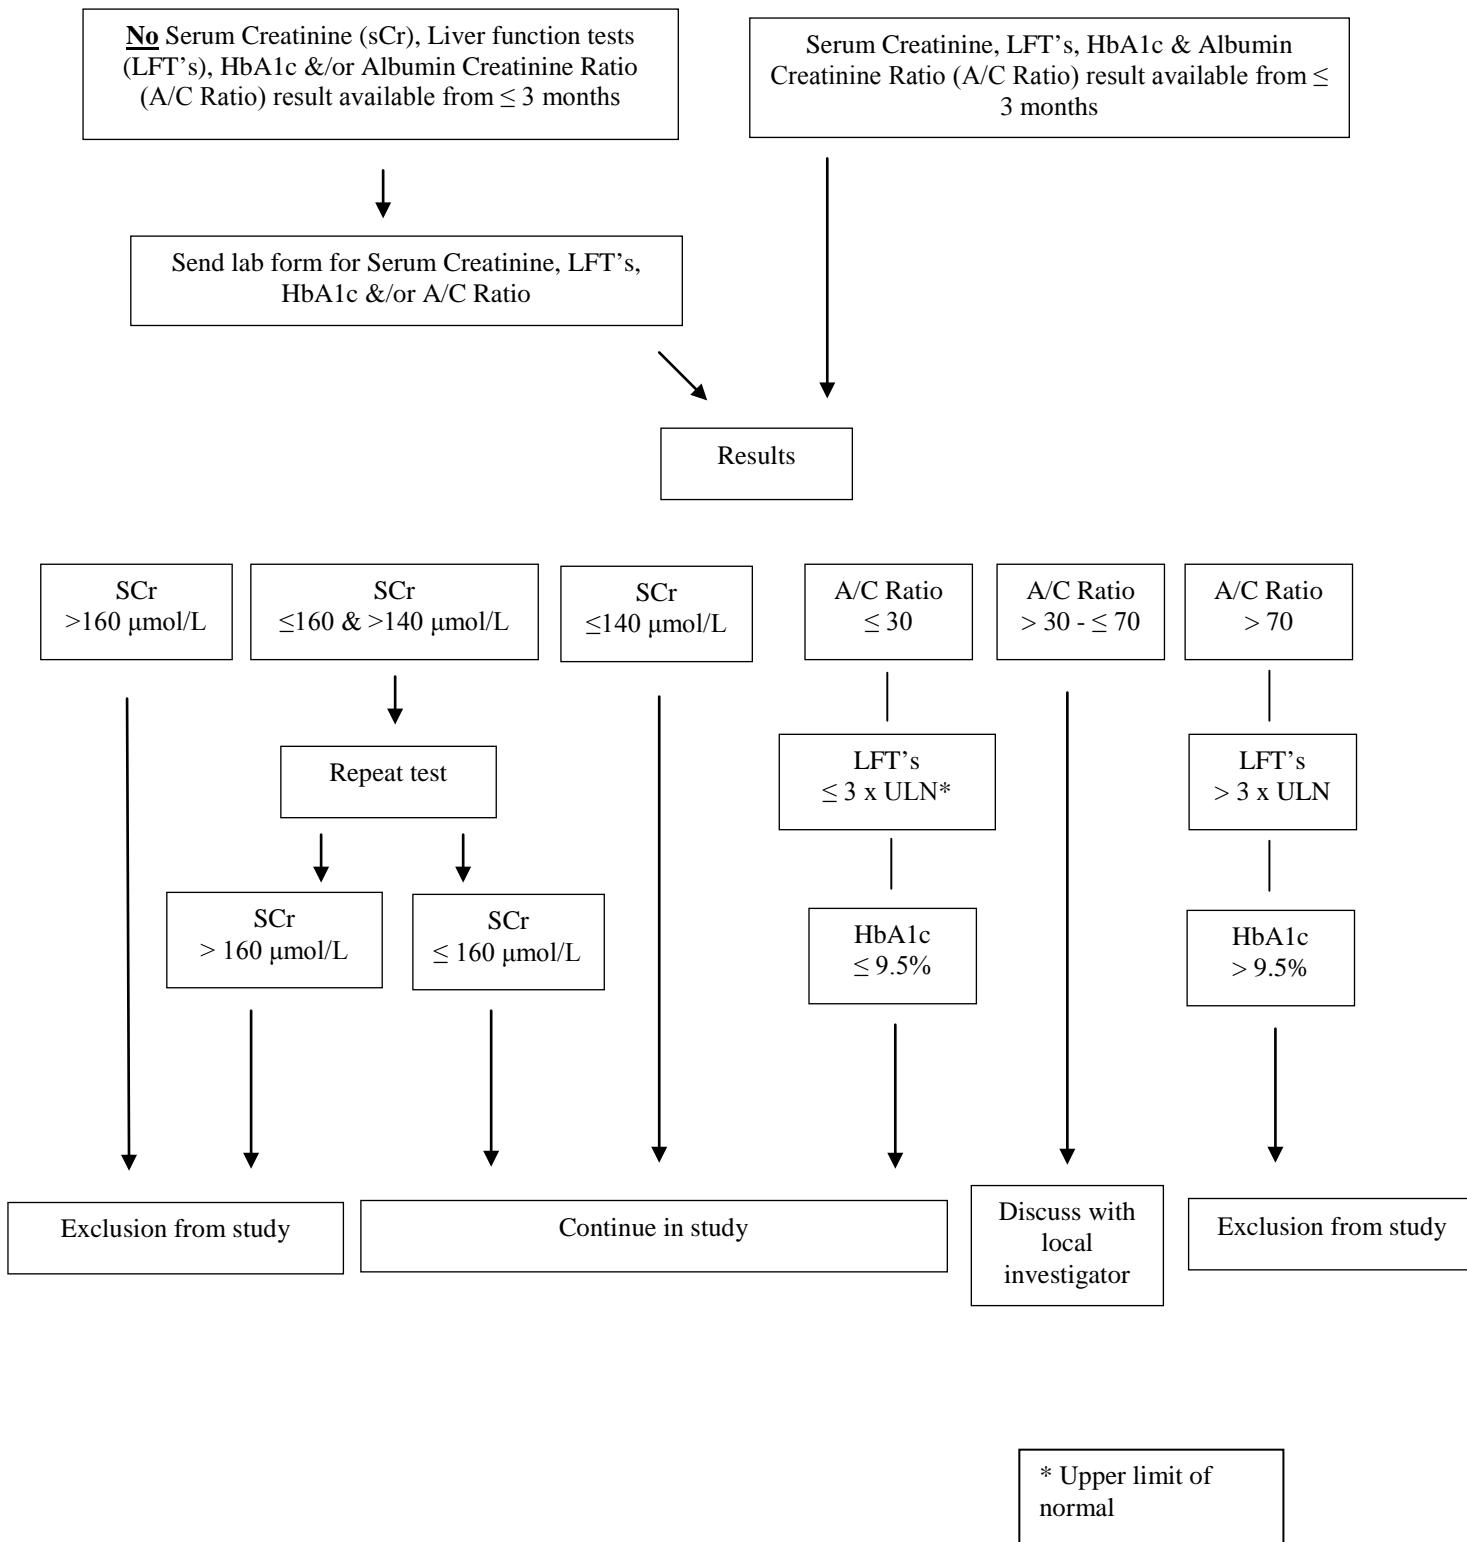 No Serum Creatinine (sCr), Liver function tests
(LFT’s), HbA1c &/or Albumin Creatinine Ratio
(A/C Ratio) result available from ≤ 3 months
Serum Creatinine, LFT’s, HbA1c & Albumin
Creatinine Ratio (A/C Ratio) result available from ≤
3 months
Send lab form for Serum Creatinine, LFT’s,
HbA1c &/or A/C Ratio
Results
SCr
>160 μmol/L
SCr
≤160 & >140 μmol/L
SCr
≤140 μmol/L
A/C Ratio
≤ 30
A/C Ratio
> 30 - ≤ 70
A/C Ratio
> 70
Repeat test
LFT’s
≤ 3 x ULN*
LFT’s
> 3 x ULN
SCr
> 160 μmol/L
SCr
≤ 160 μmol/L
HbA1c
≤ 9.5%
HbA1c
> 9.5%
Exclusion from study
Continue in study
Discuss with
local
investigator
Exclusion from study
* Upper limit of
normal